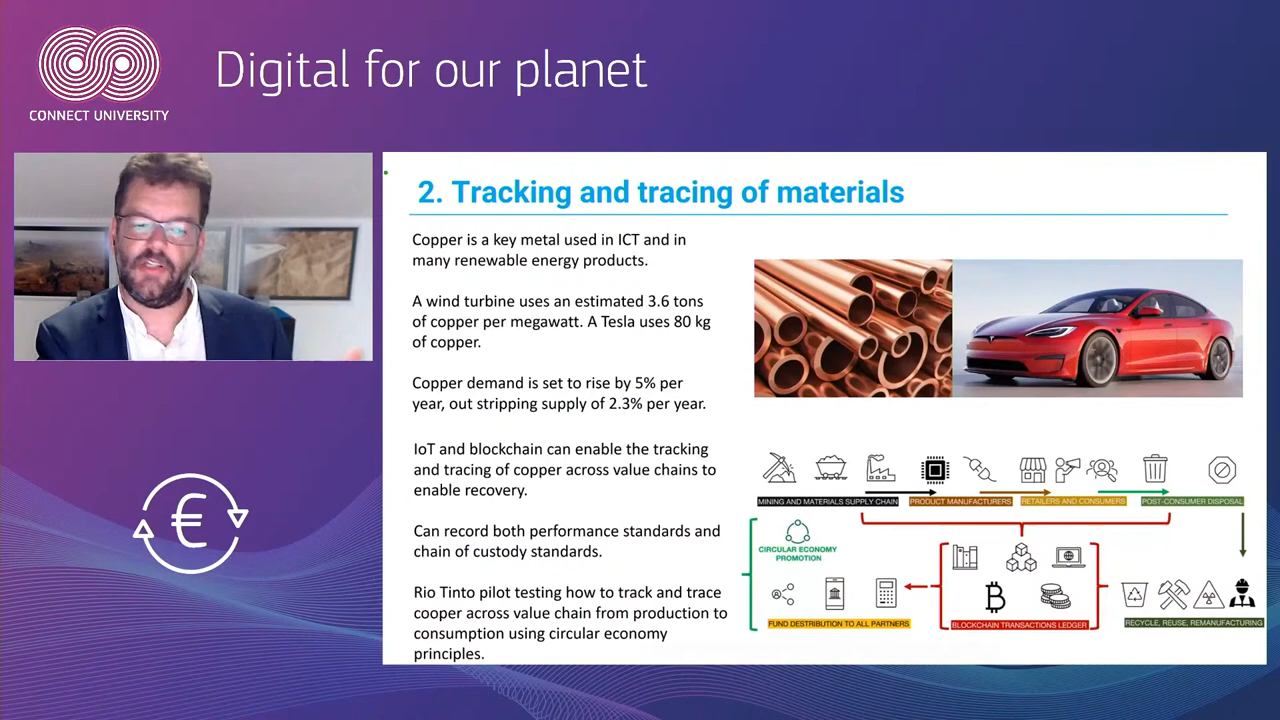 Digital for our planet
CONNECT UNIVERSITY
2. Tracking and tracing of materials
Copper is a key metal used in ICT and in
many renewable energy products.
A wind turbine uses an estimated 3.6 tons
of copper per megawatt. A Tesla uses 80 kg
of copper.
Copper demand is set to rise by 5% per
year, out stripping supply of 2.3% per year.
IoT and blockchain can enable the tracking
and tracing of copper across value chains to
enable recovery.
Can record both performance standards and
chain of custody standards.
Rio Tinto pilot testing how to track and trace
cooper across value chain from production to
consumption using circular economy
principles.
MINING AND MATERIALS SUPPLY CHAIN
PRODUCT MANUFACTURERS
RETAILERS AND CONSUMERS
POST-CONSUMER DISPOSAL
CIRCULAR ECONOMY
PROMOTION
FUND DESTRIBUTION TO ALL PARTNERS
BLOCKCHAIN TRANSACTIONS LEDGER
RECYCLE, REUSE, REMANUFACTURING
€